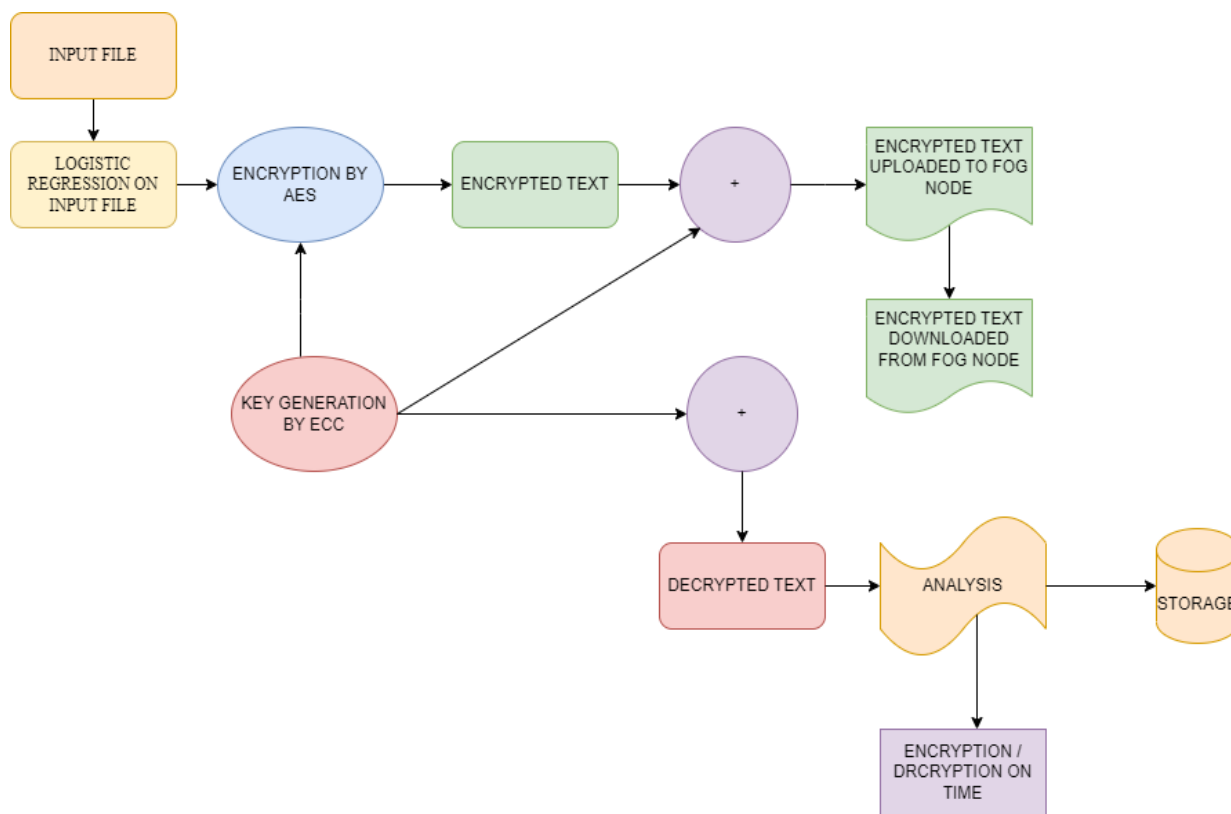 INPUT FILE
LOGISTIC
REGRESSION ON
INPUT FILE
ENCRYPTION BY
AES
ENCRYPTED TEXT
+
ENCRYPTED TEXT
UPLOADED TO FOG
NODE
ENCRYPTED TEXT
DOWNLOADED
FROM FOG NODE
KEY GENERATION
BY ECC
+
DECRYPTED TEXT
ANALYSIS
STORAGE
ENCRYPTION /
DRCRYPTION ON
TIME